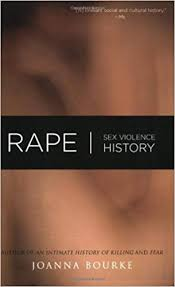 social and cultural history."
—Ms.
RAPE
SEX VIOLENCE
HISTORY
AUTHOR OF AN INTIMATE HISTORY OF KILLING AND FEAR
JOANNA BOURKE